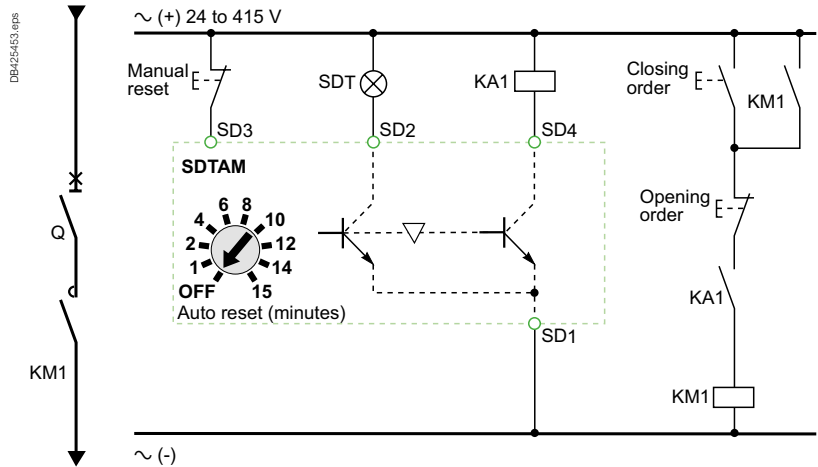 DB425453.eps
∿ (+) 24 to 415 V
Manual
reset
SDT
KA1
Closing
order
KM1
SD3
SD2
SD4
SDTAM
Opening
order
Q
6 8
4 10
2 12
1 14
OFF 15
Auto reset (minutes)
KA1
SD1
KM1
KM1
∿ (-)